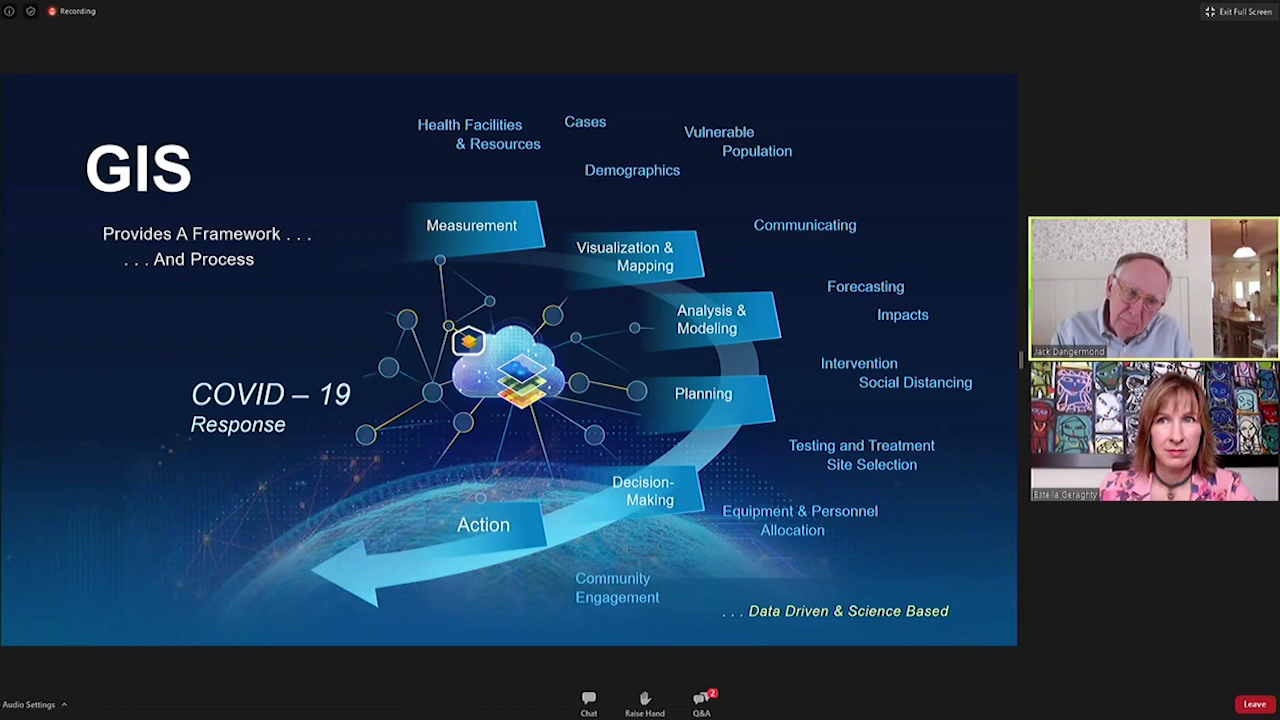 Recording
Exit Full Screen
GIS
Provides A Framework . . .
. . . And Process
COVID – 19
Response
Health Facilities
& Resources
Cases
Demographics
Vulnerable
Population
Measurement
Visualization &
Mapping
Communicating
Analysis &
Modeling
Forecasting
Impacts
Planning
Intervention
Social Distancing
Testing and Treatment
Site Selection
Decision-
Making
Equipment & Personnel
Allocation
Action
Community
Engagement
. . . Data Driven & Science Based
Jack Dangermond
Estella Geraghty
Audio Settings
Chat
Raise Hand
2
Q&A
Leave